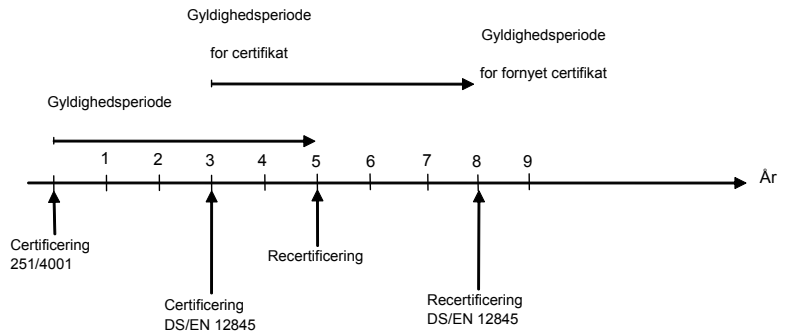 Gyldighedsperiode
for certifikat
Gyldighedsperiode
for fornyet certifikat
Gyldighedsperiode
1 2 3 4 5 6 7 8 9
År
Certificering
251/4001
Recertificering
Certificering
DS/EN 12845
Recertificering
DS/EN 12845